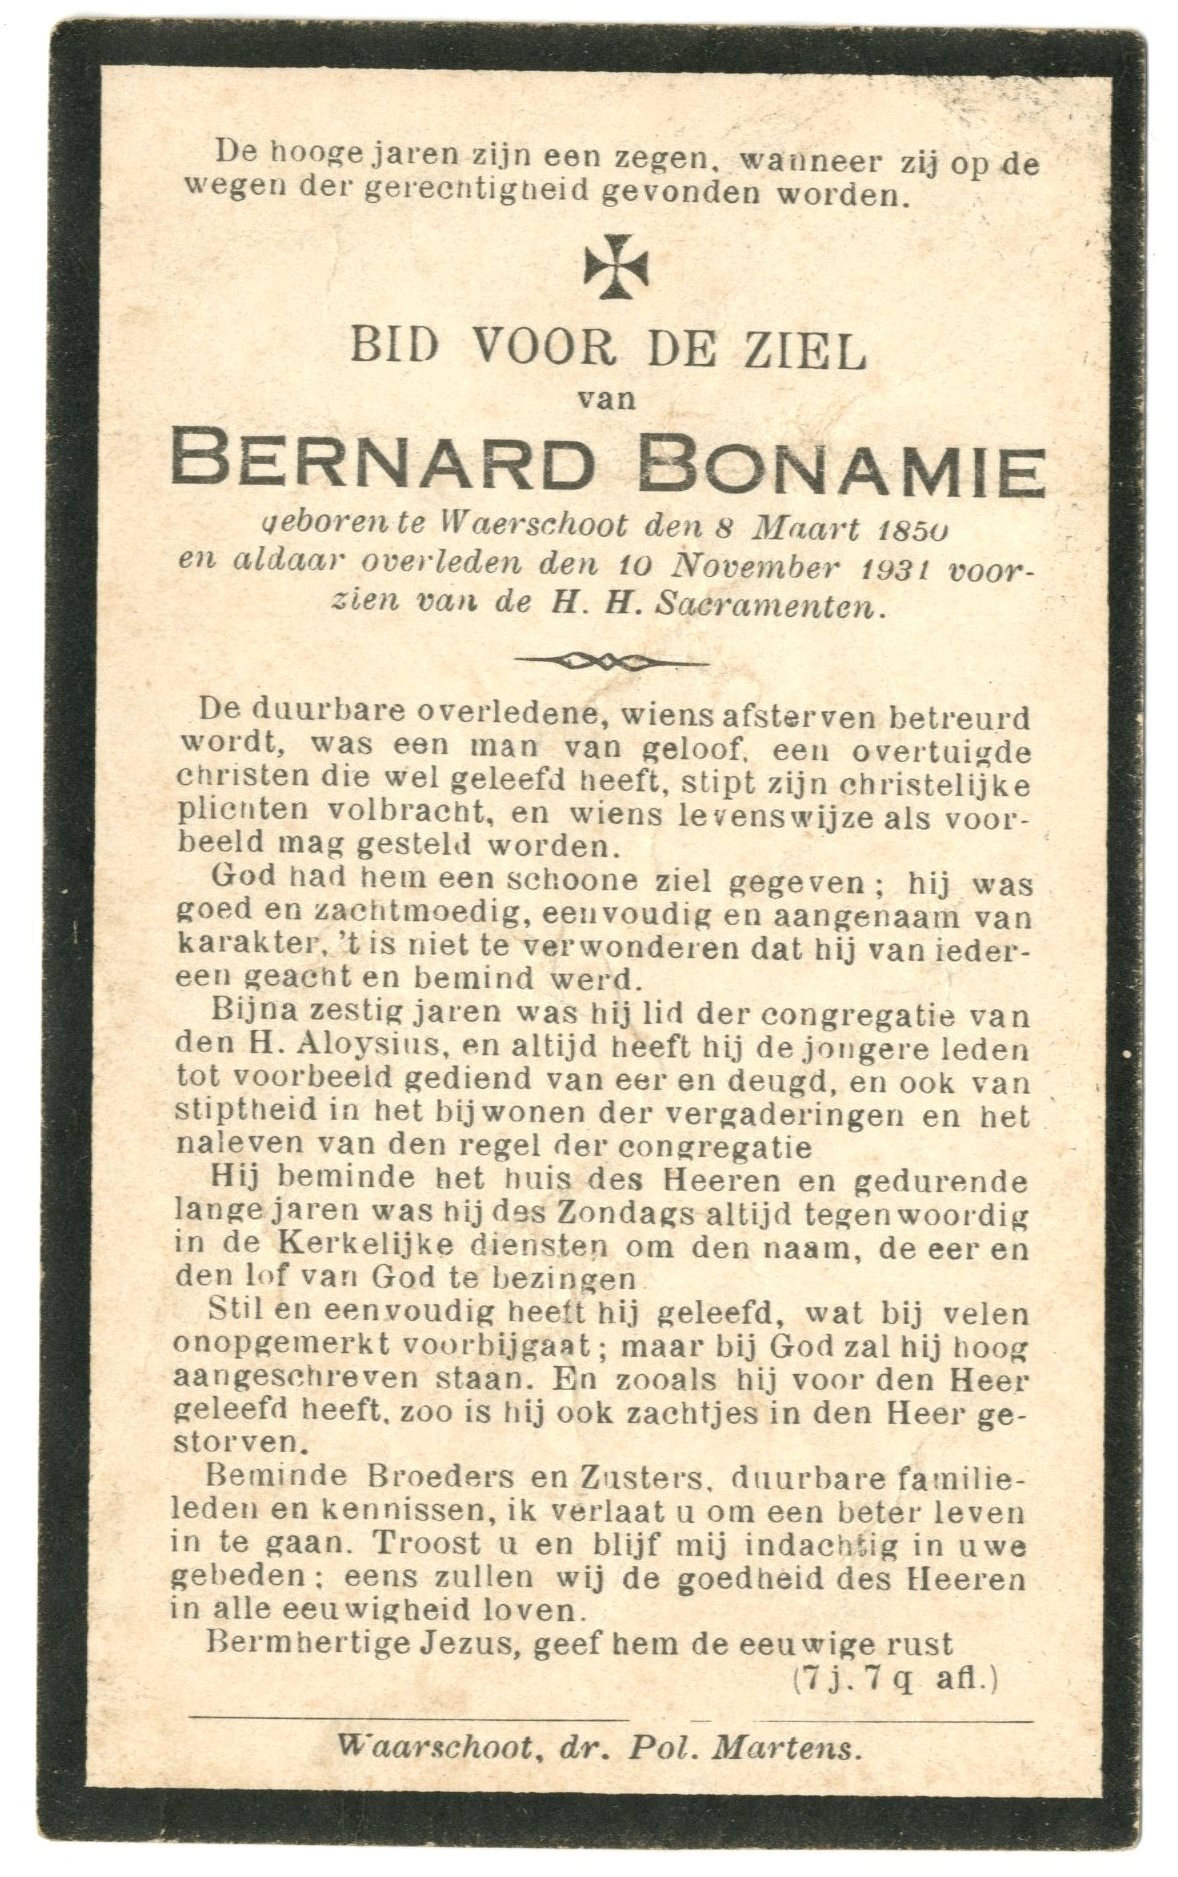 De hooge jaren zijn een zegen, wanneer zij op de
wegen der gerechtigheid gevonden worden.
BID VOOR DE ZIEL
van
BERNARD BONAMIE
geboren te Waerschoot den 8 Maart 1850
en aldaar overleden den 10 November 1931 voor-
zien van de H. H. Sacramenten.
De duurbare overledene, wiens afsterven betreurd
wordt, was een man van geloof, een overtuigde
christen die wel geleefd heeft, stipt zijn christelijke
plichten volbracht, en wiens levenswijze als voor-
beeld mag gesteld worden.
God had hem een schoone ziel gegeven; hij was
goed en zachtmoedig, eenvoudig en aangenaam van
karakter, 't is niet te verwonderen dat hij van ieder-
een geacht en bemind werd.
Bijna zestig jaren was hij lid der congregatie van
den H. Aloysius, en altijd heeft hij de jongere leden
tot voorbeeld gediend van eer en deugd, en ook van
stiptheid in het bijwonen der vergaderingen en het
naleven van den regel der congregatie
Hij beminde het huis des Heeren en gedurende
lange jaren was hij des Zondags altijd tegenwoordig
in de Kerkelijke diensten om den naam, de eer en
den lof van God te bezingen
Stil en eenvoudig heeft hij geleefd, wat bij velen
onopgemerkt voorbijgaat; maar bij God zal hij hoog
aangeschreven staan. En zooals hij voor den Heer
geleefd heeft, zoo is hij ook zachtjes in den Heer ge-
storven.
Beminde Broeders en Zusters, duurbare familie-
leden en kennissen, ik verlaat u om een beter leven
in te gaan. Troost u en blijf mij indachtig in uwe
gebeden; eens zullen wij de goedheid des Heeren
in alle eeuwigheid loven.
Bermhertige Jezus, geef hem de eeuwige rust
(7 j. 7 q afl.)
Waarschoot, dr. Pol. Martens.